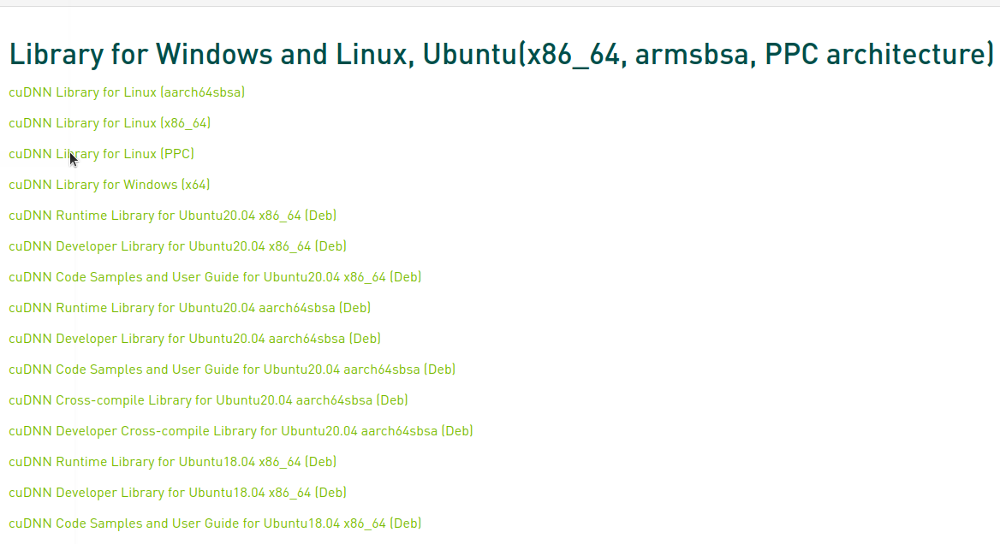 Library for Windows and Linux, Ubuntu(x86_64, armsbsa, PPC architecture)
cuDNN Library for Linux (aarch64sbsa)
cuDNN Library for Linux (x86_64)
cuDNN Library for Linux (PPC)
cuDNN Library for Windows (x64)
cuDNN Runtime Library for Ubuntu20.04 x86_64 (Deb)
cuDNN Developer Library for Ubuntu20.04 x86_64 (Deb)
cuDNN Code Samples and User Guide for Ubuntu20.04 x86_64 (Deb)
cuDNN Runtime Library for Ubuntu20.04 aarch64sbsa (Deb)
cuDNN Developer Library for Ubuntu20.04 aarch64sbsa (Deb)
cuDNN Code Samples and User Guide for Ubuntu20.04 aarch64sbsa (Deb)
cuDNN Cross-compile Library for Ubuntu20.04 aarch64sbsa (Deb)
cuDNN Developer Cross-compile Library for Ubuntu20.04 aarch64sbsa (Deb)
cuDNN Runtime Library for Ubuntu18.04 x86_64 (Deb)
cuDNN Developer Library for Ubuntu18.04 x86_64 (Deb)
cuDNN Code Samples and User Guide for Ubuntu18.04 x86_64 (Deb)